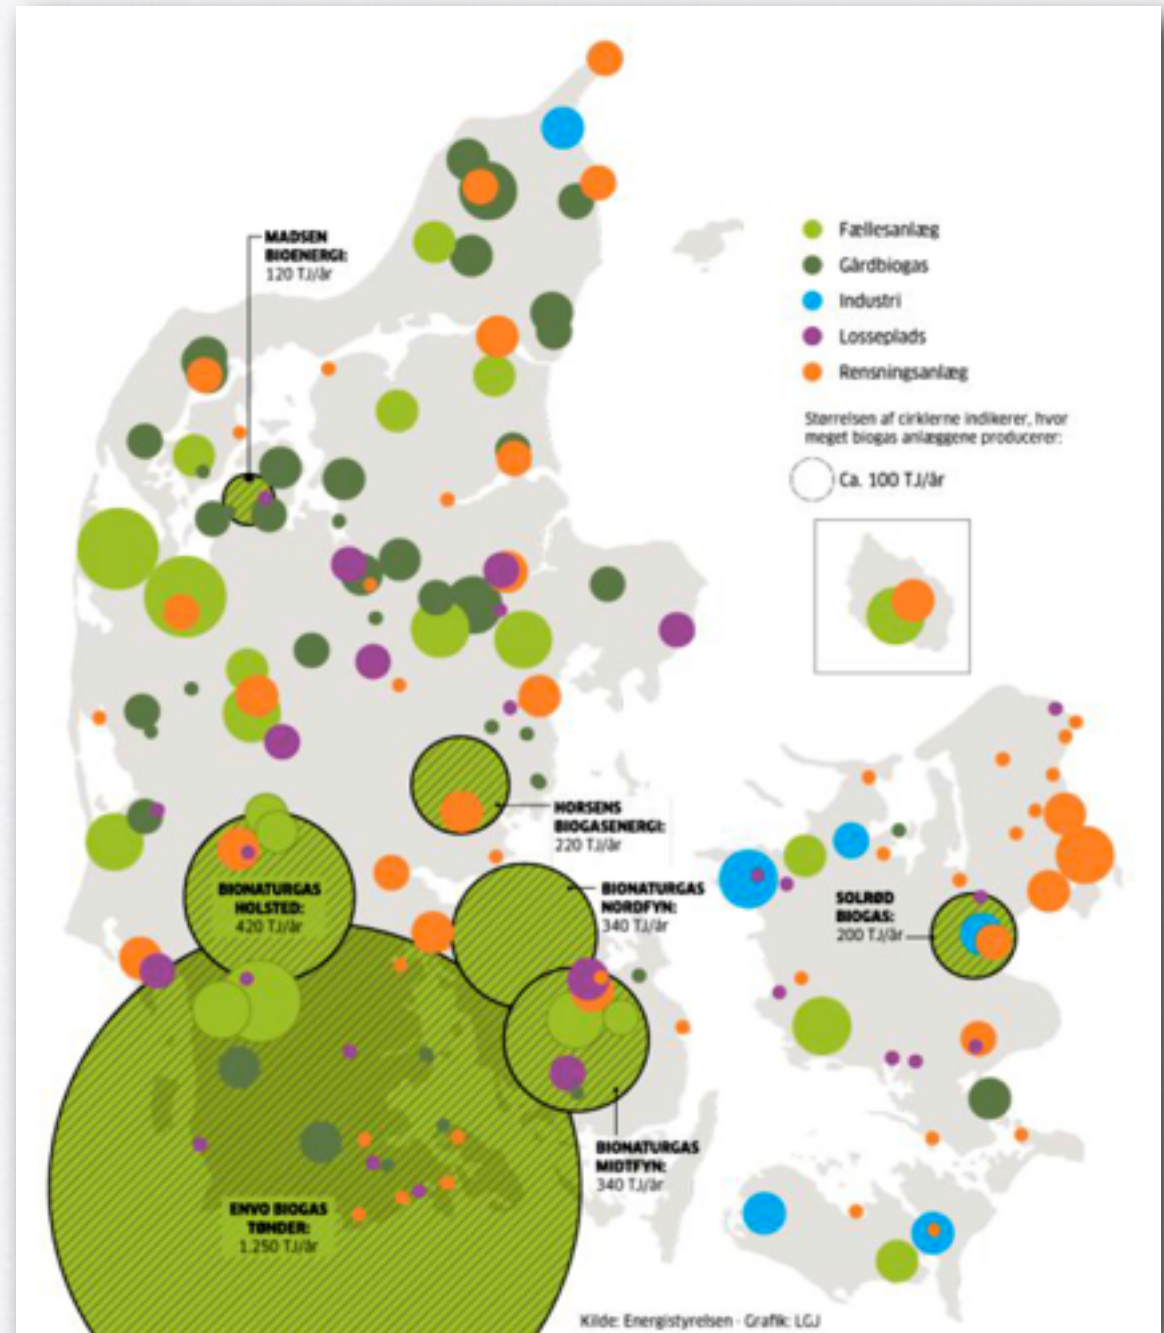 MADSEN
BIOENERGI:
120 TJ/år
Fællesanlæg
Gårdbiogas
Industri
Losseplads
Rensningsanlæg
Størrelsen af cirklerne indikerer, hvor
meget biogas anlæggene producerer:
Ca. 100 TJ/år
HORSENS
BIOGASENERGI:
220 TJ/år
BIONATURGAS
HOLSTED:
420 TJ/år
BIONATURGAS
NORDFYN:
340 TJ/år
SOLRØD
BIOGAS:
200 TJ/år
BIONATURGAS
MIDTFYN:
340 TJ/år
ENVO BIOGAS
TØNDER:
1.250 TJ/år
Kilde: Energistyrelsen - Grafik: LGJ